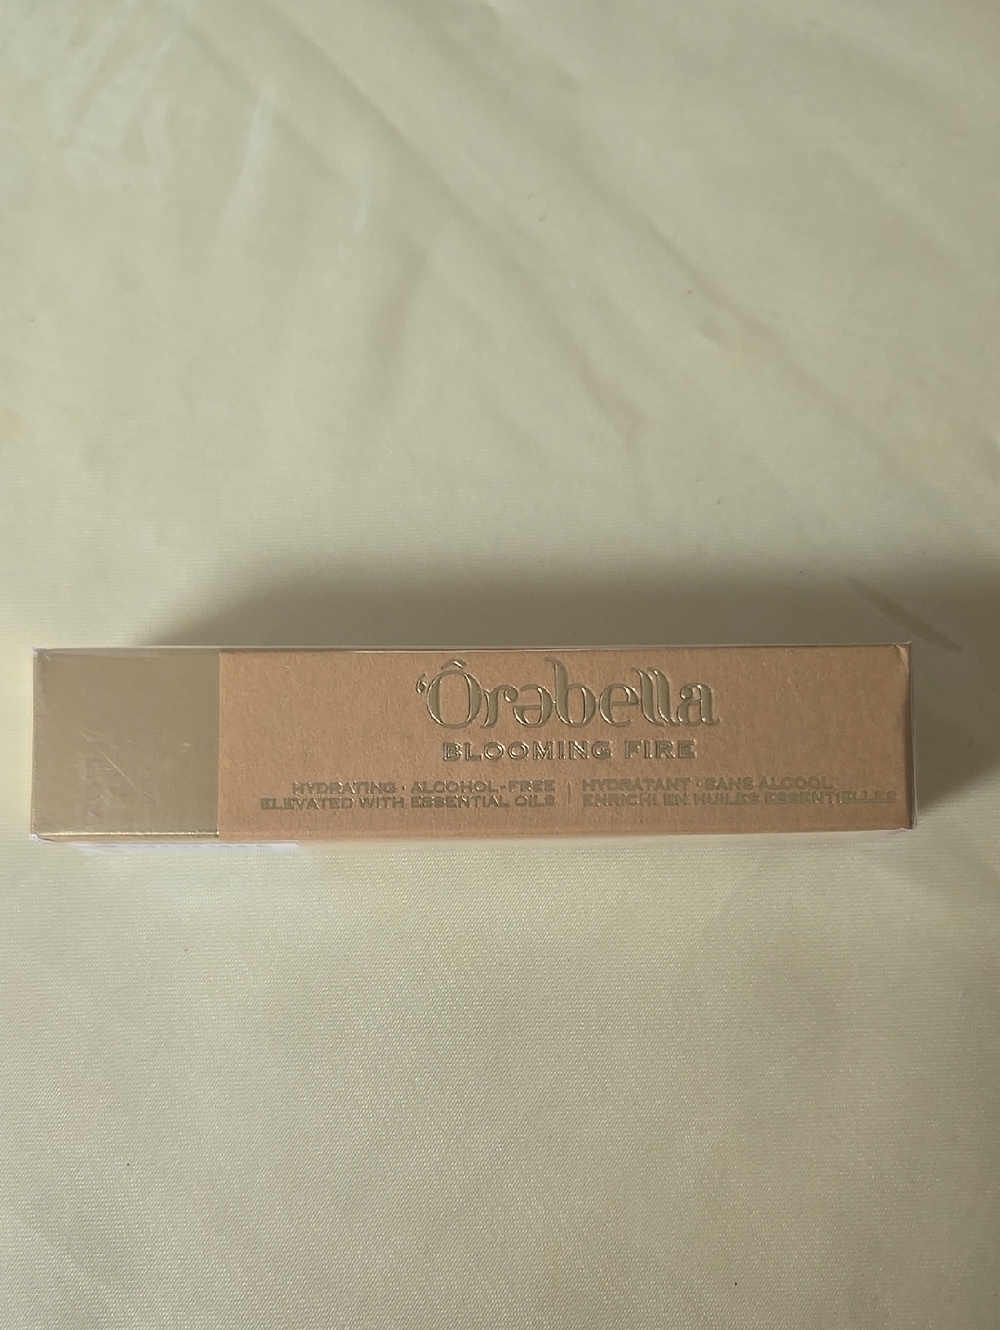 ‘Ôrəbella
BLOOMING FIRE
HYDRATING · ALCOHOL-FREE
ELEVATED WITH ESSENTIAL OILS
HYDRATANT · SANS ALCOOL
ENRICHI EN HUILES ESSENTIELLES